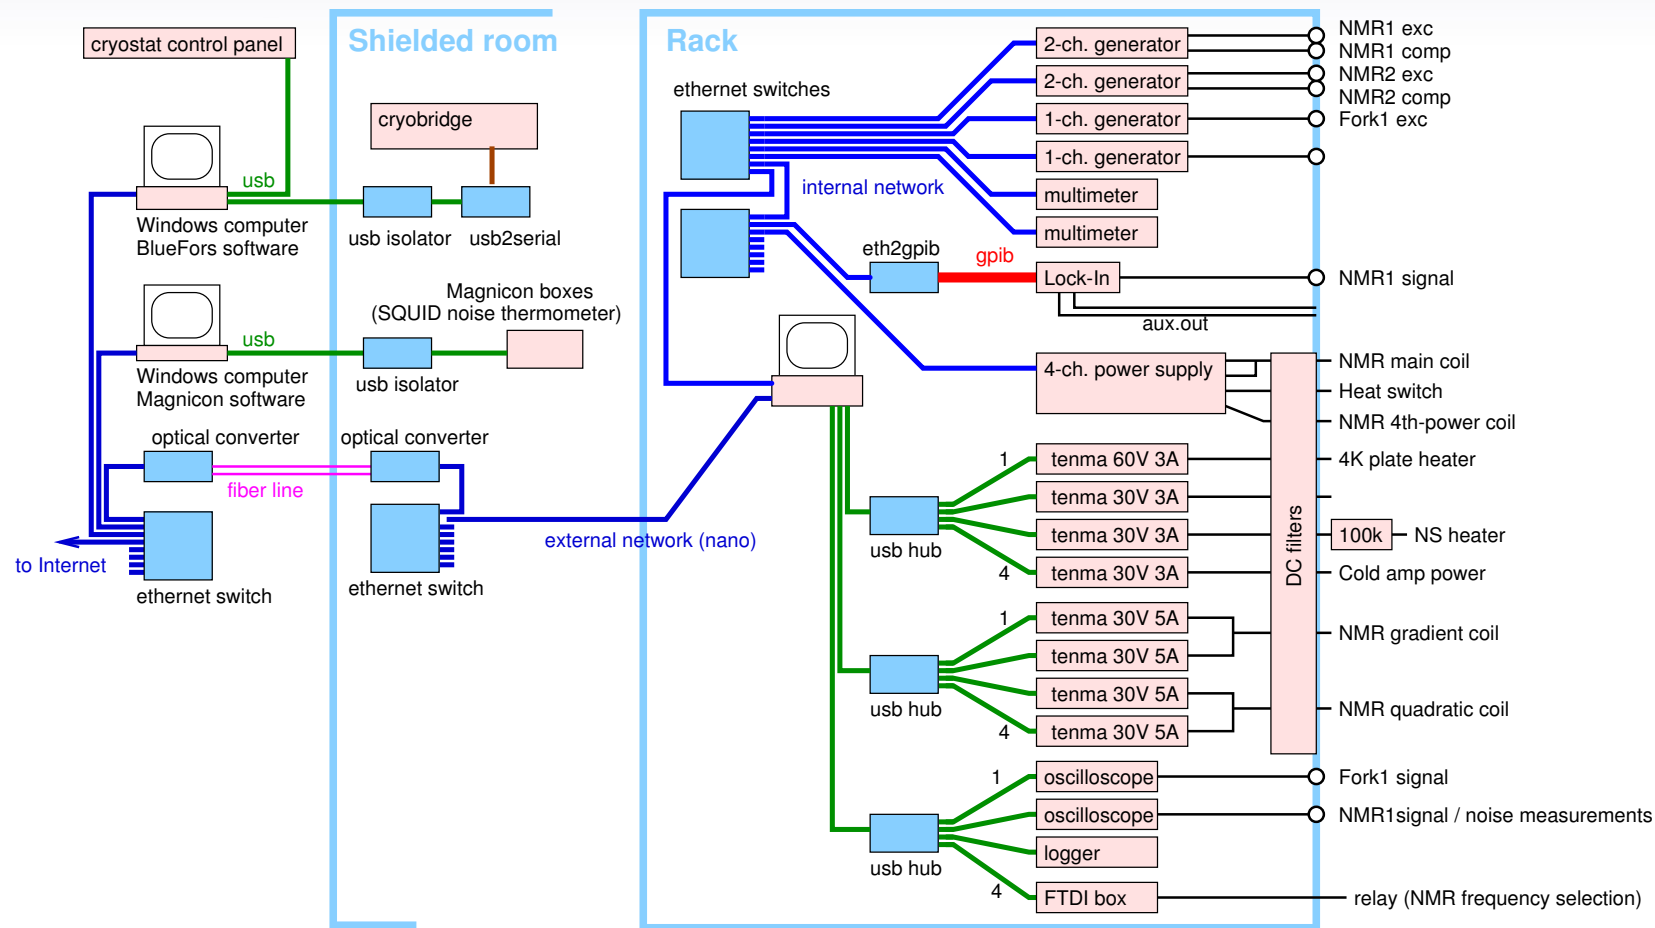 cryostat control panel
usb
Windows computer
BlueFors software
usb
Windows computer
Magnicon software
optical converter
fiber line
to Internet
ethernet switch
Shielded room
cryobridge
usb isolator
usb2serial
Magnicon boxes
(SQUID noise thermometer)
usb isolator
optical converter
ethernet switch
external network (nano)
Rack
ethernet switches
internal network
eth2gpib
gpib
2-ch. generator
2-ch. generator
1-ch. generator
1-ch. generator
multimeter
multimeter
Lock-In
aux.out
4-ch. power supply
usb hub
1
4
tenma 60V 3A
tenma 30V 3A
tenma 30V 3A
tenma 30V 3A
usb hub
1
4
tenma 30V 5A
tenma 30V 5A
tenma 30V 5A
tenma 30V 5A
usb hub
1
4
oscilloscope
oscilloscope
logger
FTDI box
DC filters
NMR1 exc
NMR1 comp
NMR2 exc
NMR2 comp
Fork1 exc
NMR1 signal
NMR main coil
Heat switch
NMR 4th-power coil
4K plate heater
100k
NS heater
Cold amp power
NMR gradient coil
NMR quadratic coil
Fork1 signal
NMR1signal / noise measurements
relay (NMR frequency selection)